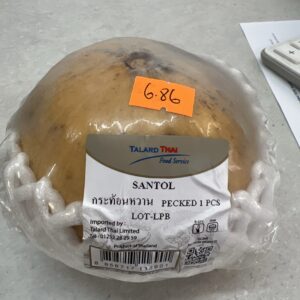 6.86
TALARD THAI
Food Service
SANTOL
กระท้อนหวาน PECKED 1 PCS
LOT-LPB
Imported by :
Talard Thai Limited
Product of Thailand